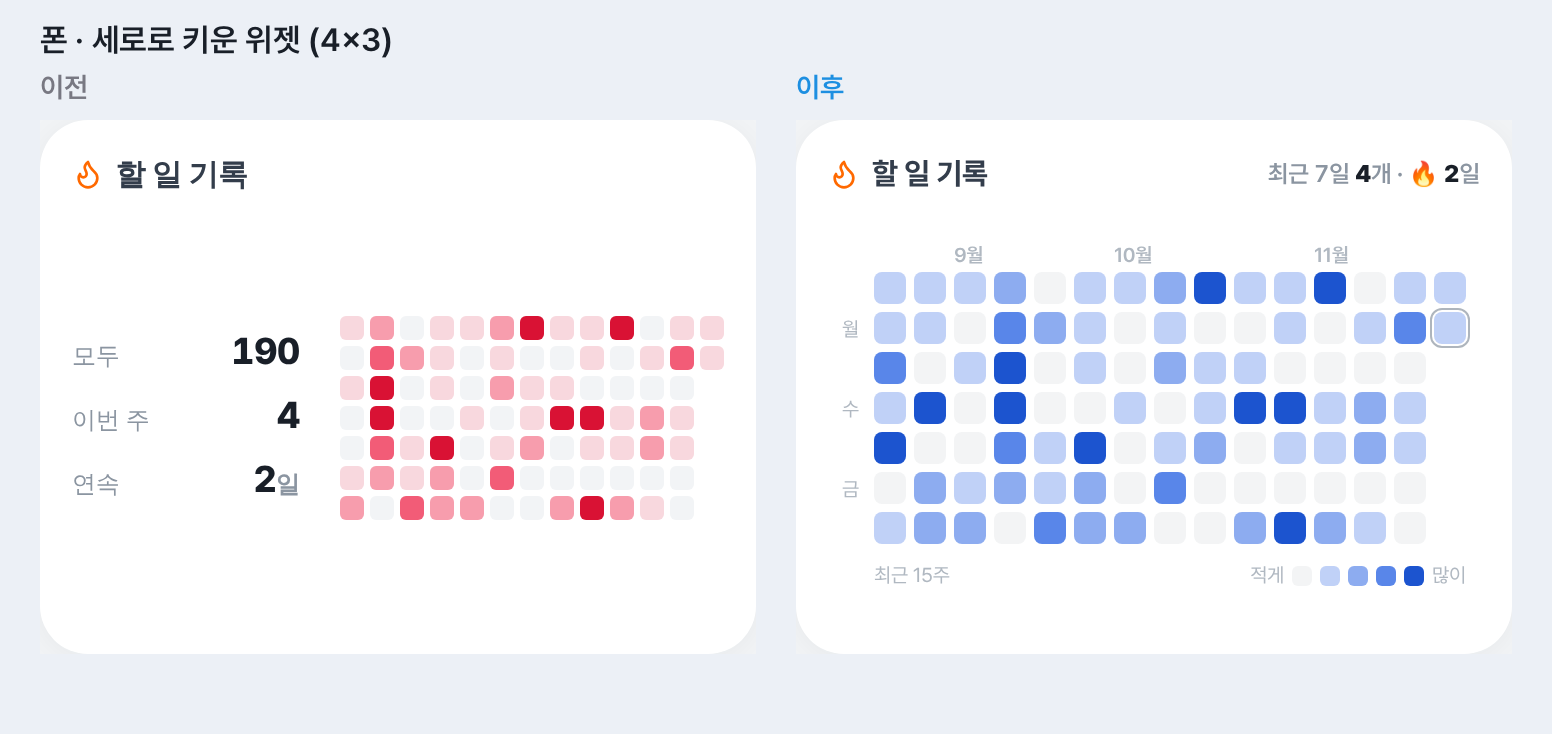 폰 · 세로로 키운 위젯 (4×3)
이전
할 일 기록
모두 190
이번 주 4
연속 2일
이후
할 일 기록
최근 7일 4개 · 🔥 2일
9월 10월 11월
월
수
금
최근 15주
적게 많이